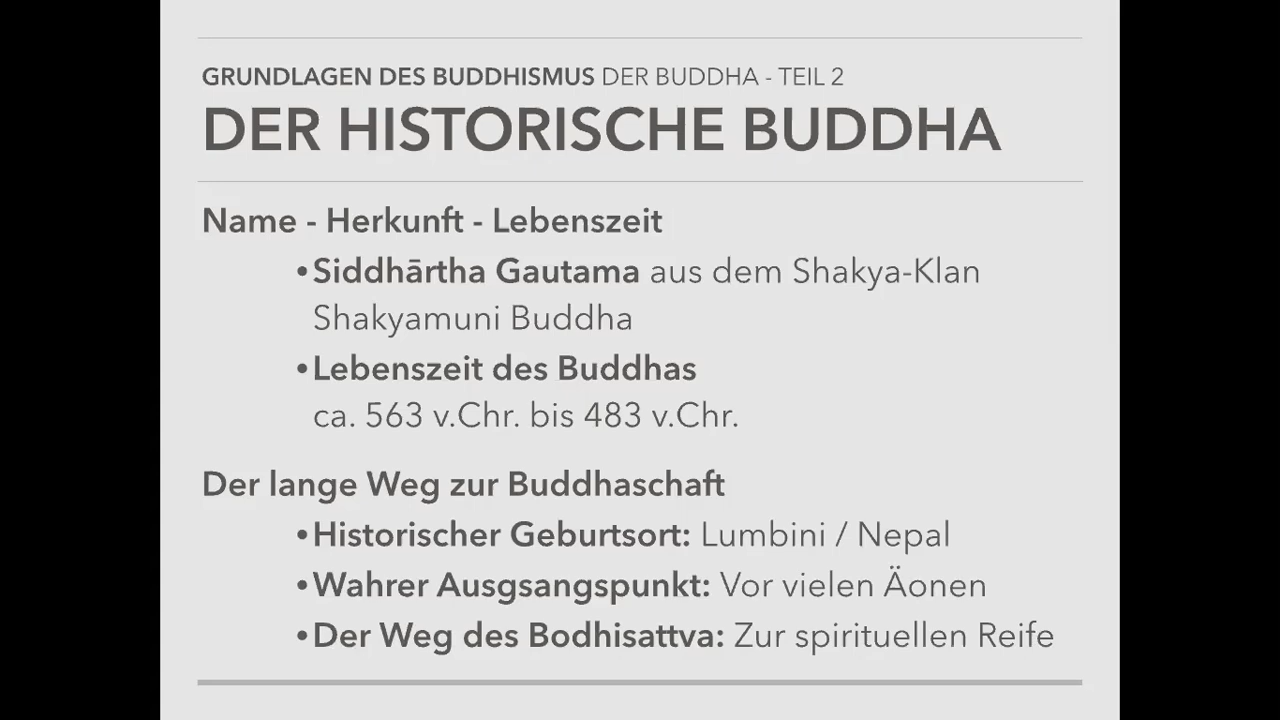 GRUNDLAGEN DES BUDDHISMUS DER BUDDHA - TEIL 2
DER HISTORISCHE BUDDHA
Name - Herkunft - Lebenszeit
•Siddhārtha Gautama aus dem Shakya-Klan
Shakyamuni Buddha
•Lebenszeit des Buddhas
ca. 563 v.Chr. bis 483 v.Chr.
Der lange Weg zur Buddhaschaft
•Historischer Geburtsort: Lumbini / Nepal
•Wahrer Ausgsangspunkt: Vor vielen Äonen
•Der Weg des Bodhisattva: Zur spirituellen Reife